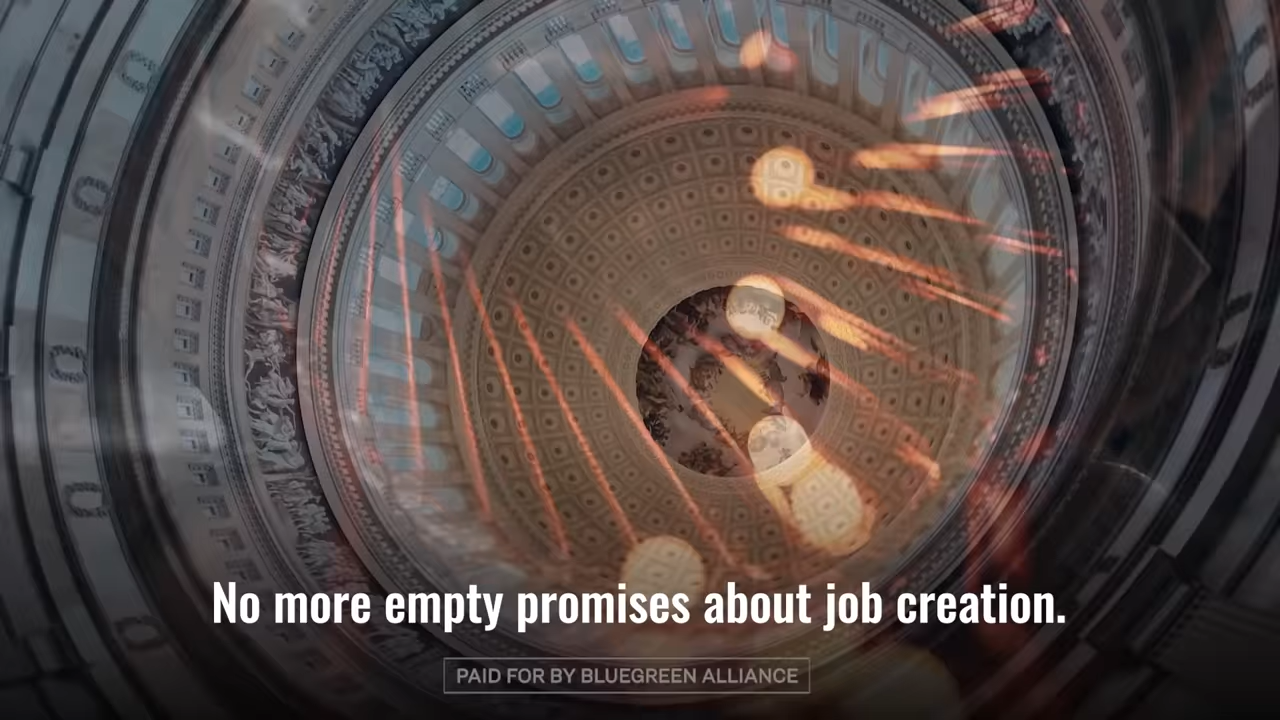 No more empty promises about job creation.
PAID FOR BY BLUEGREEN ALLIANCE